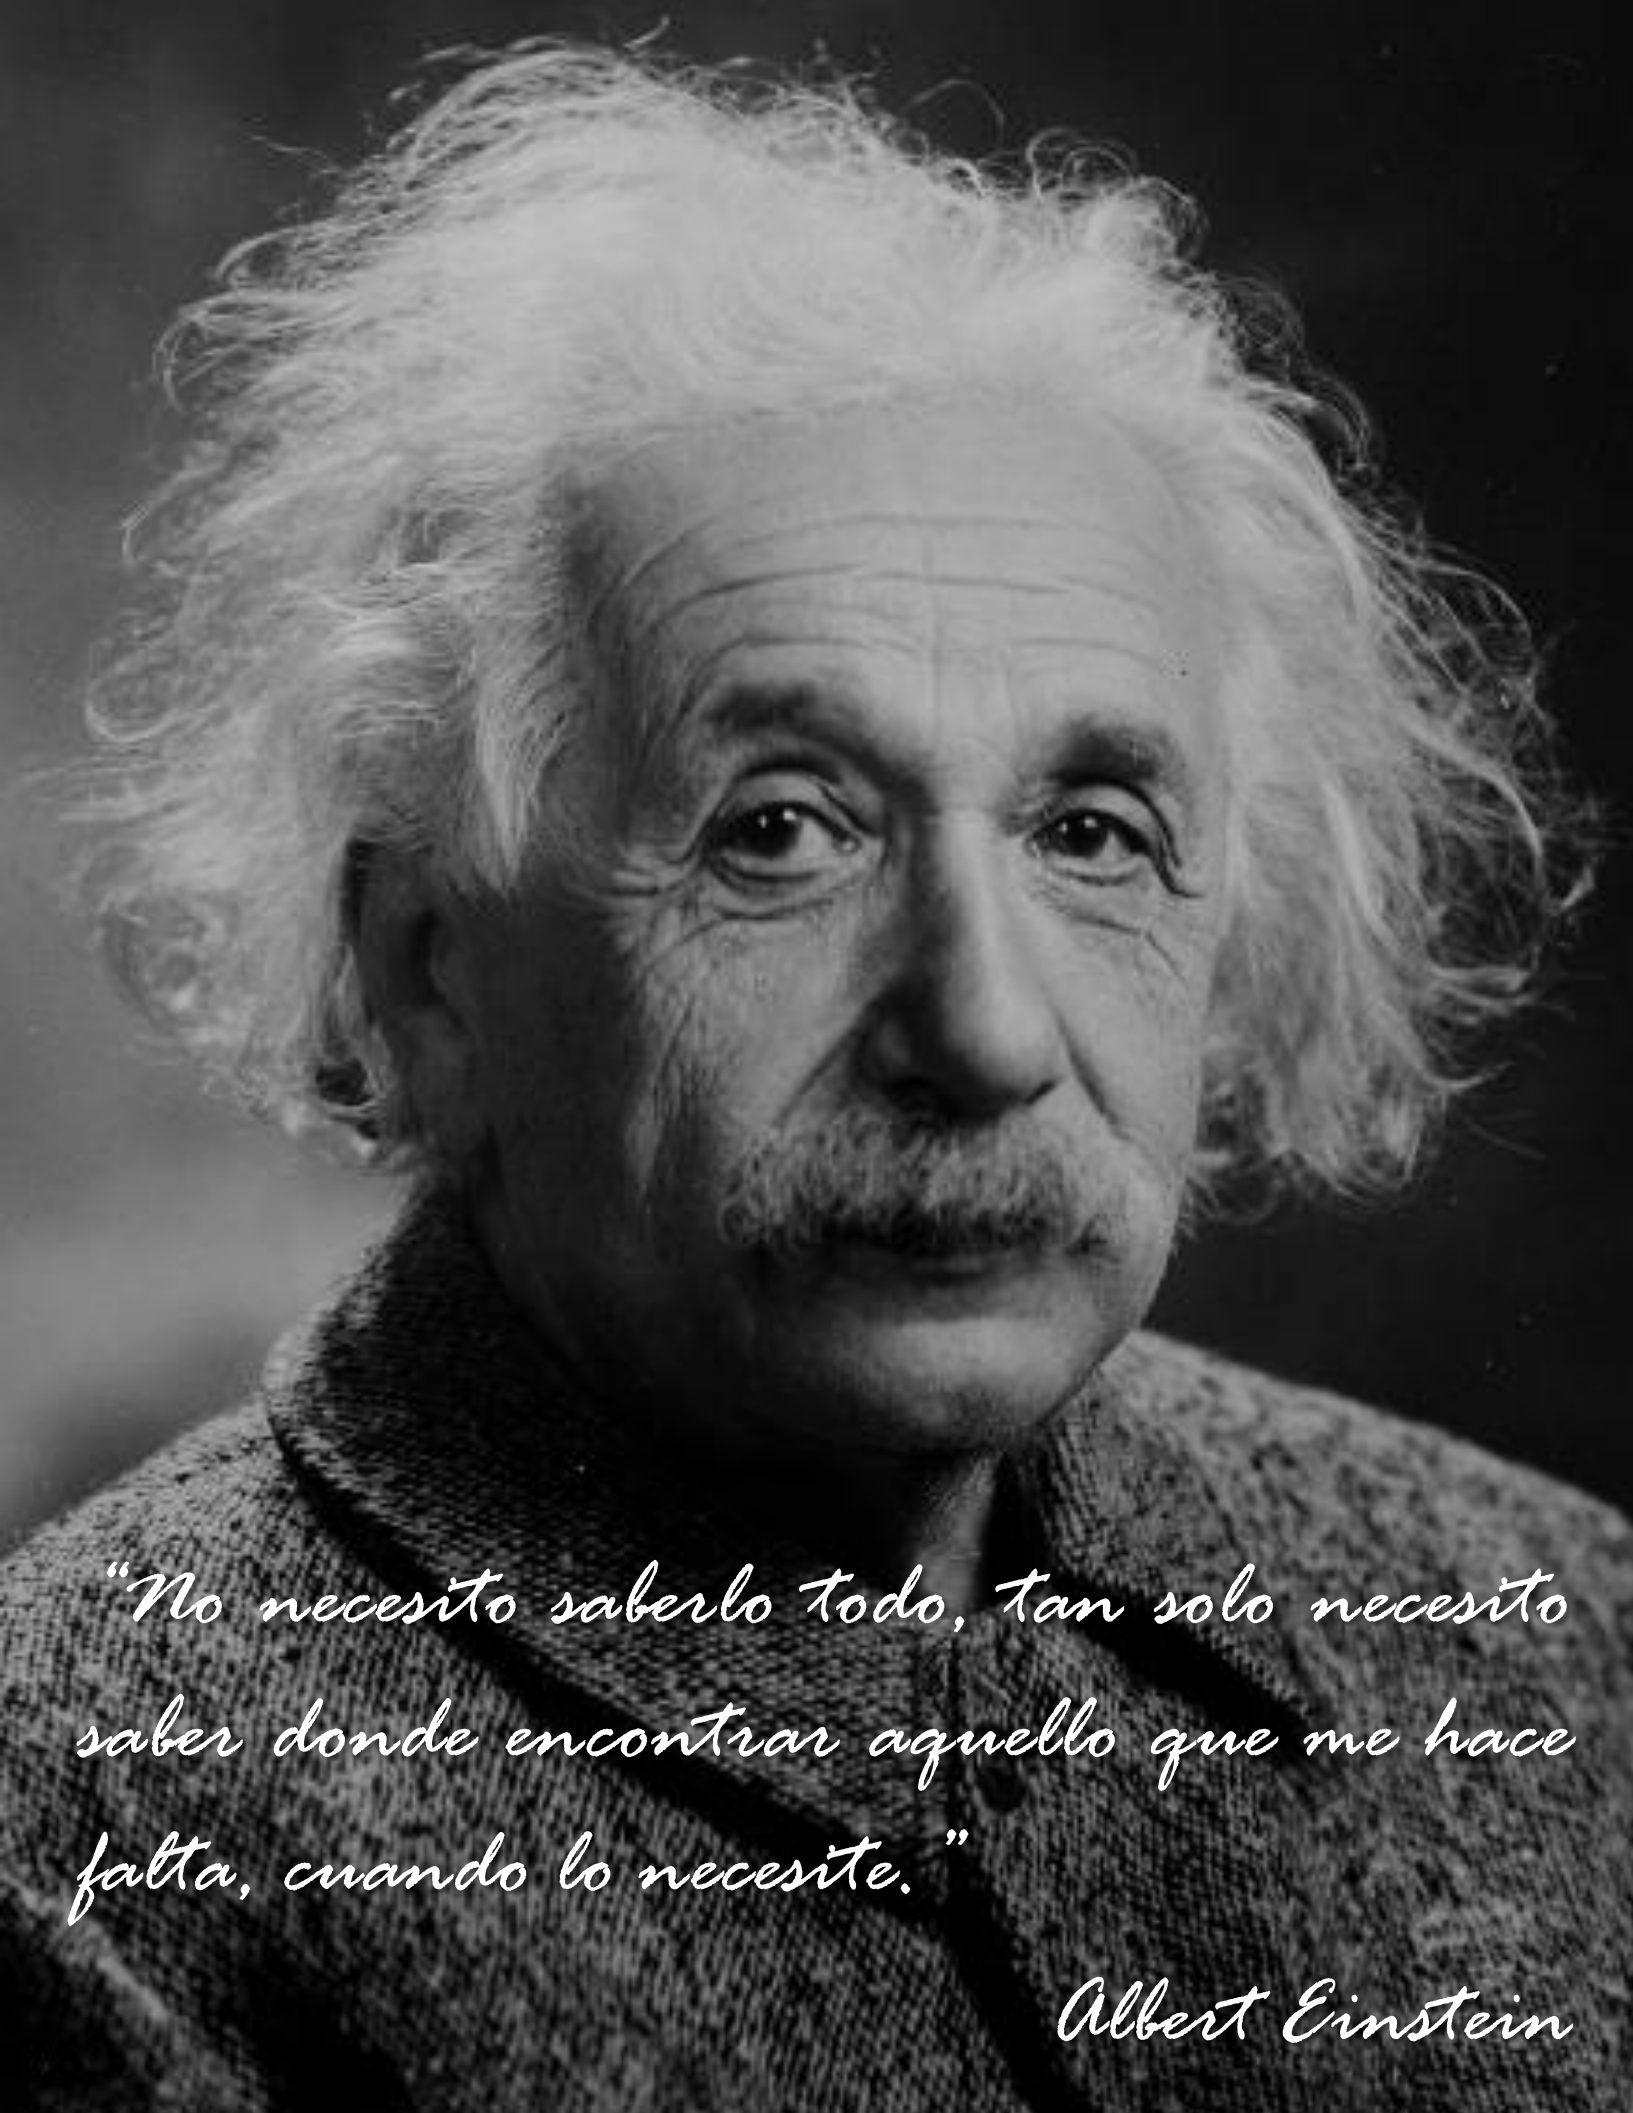 “No necesito saberlo todo, tan solo necesito
saber donde encontrar aquello que me hace
falta, cuando lo necesite.”
Albert Einstein